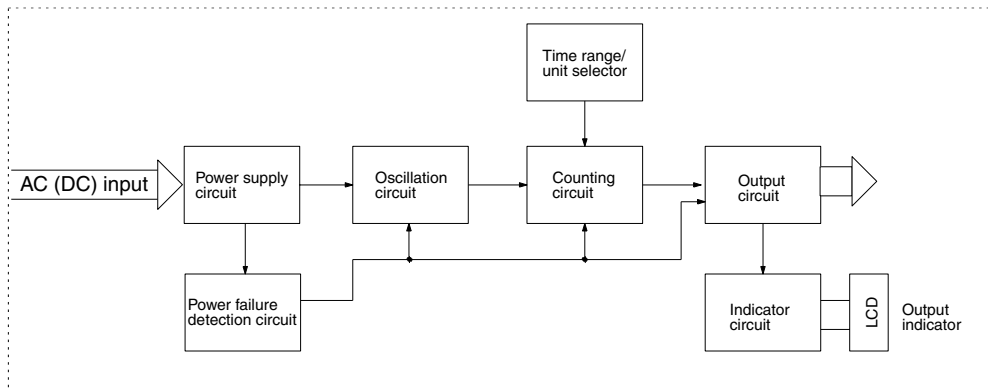 Time range/
unit selector
AC (DC) input
Power supply
circuit
Oscillation
circuit
Counting
circuit
Output
circuit
Power failure
detection circuit
Indicator
circuit
LCD
Output
indicator